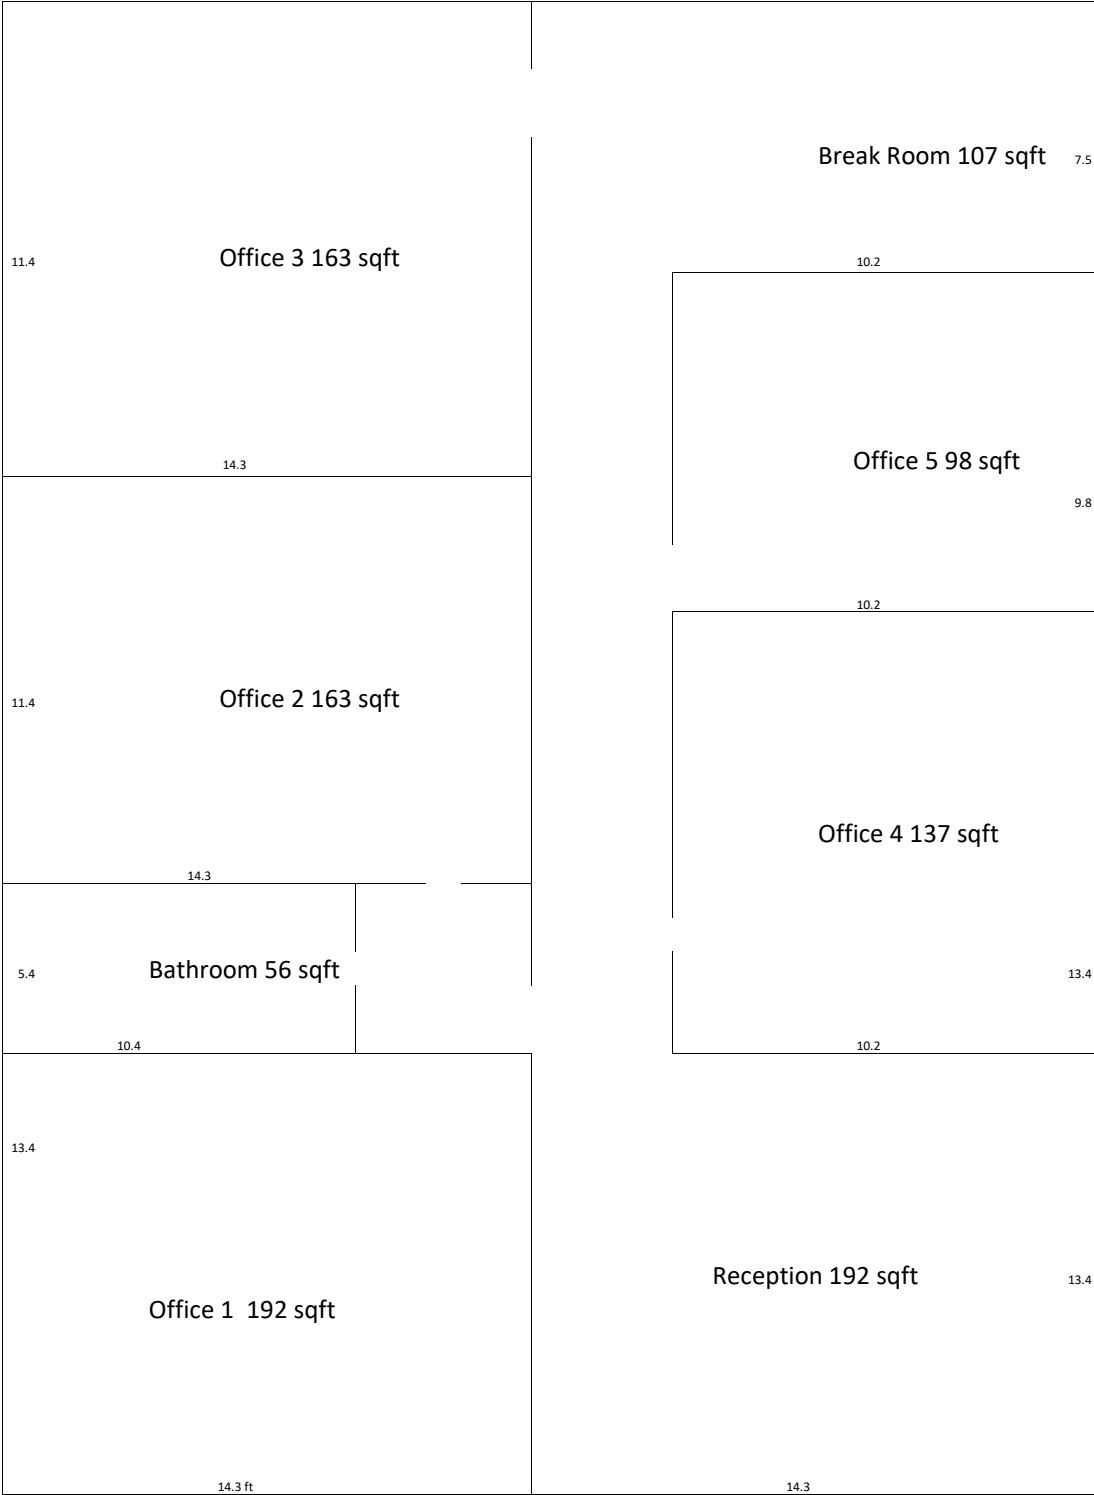 Break Room 107 sqft 7.5
11.4 Office 3 163 sqft 10.2
14.3 Office 5 98 sqft
9.8
10.2
11.4 Office 2 163 sqft
Office 4 137 sqft
14.3
5.4 Bathroom 56 sqft 13.4
10.4 10.2
13.4
Reception 192 sqft 13.4
Office 1  192 sqft
14.3 ft 14.3